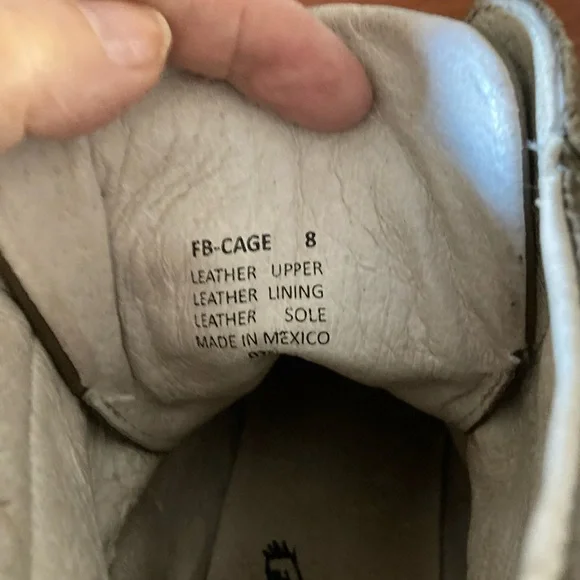 FB-CAGE 8
LEATHER UPPER
LEATHER LINING
LEATHER SOLE
MADE IN MEXICO